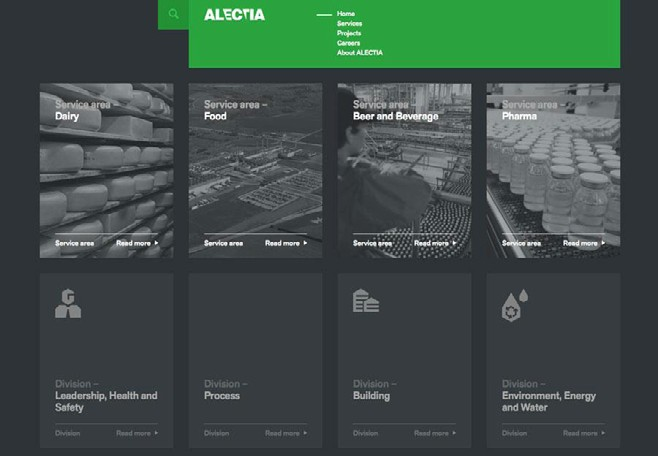 ALECTIA
Home
Services
Projects
Careers
About ALECTIA
Service area –
Dairy
Service area
Read more
Service area –
Food
Service area
Read more
Service area –
Beer and Beverage
Service area
Read more
Service area –
Pharma
Service area
Read more
Division –
Leadership, Health and
Safety
Division
Read more
Division –
Process
Division
Read more
Division –
Building
Division
Read more
Division –
Environment, Energy
and Water
Division
Read more